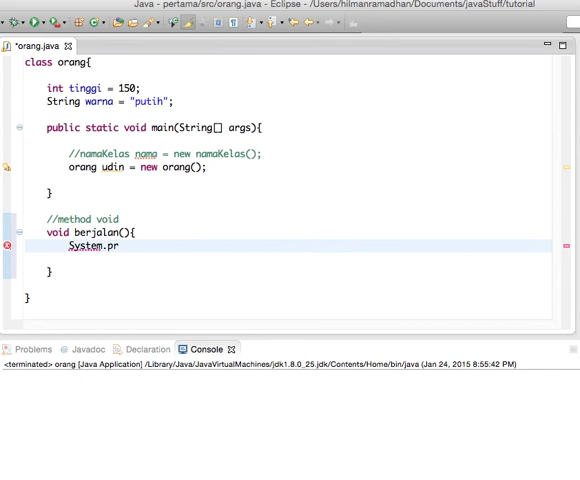 Java - pertama/src/orang.java - Eclipse - /Users/hilmanramadhan/Documents/javaStuff/tutorial
*orang.java
class orang{
int tinggi = 150;
String warna = "putih";
public static void main(String[] args){
//namaKelas nama = new namaKelas();
orang udin = new orang();
}
//method void
void berjalan(){
System.pr
}
}
Problems @ Javadoc Declaration Console
<terminated> orang [Java Application] /Library/Java/JavaVirtualMachines/jdk1.8.0_25.jdk/Contents/Home/bin/java (Jan 24, 2015 8:55:42 PM)